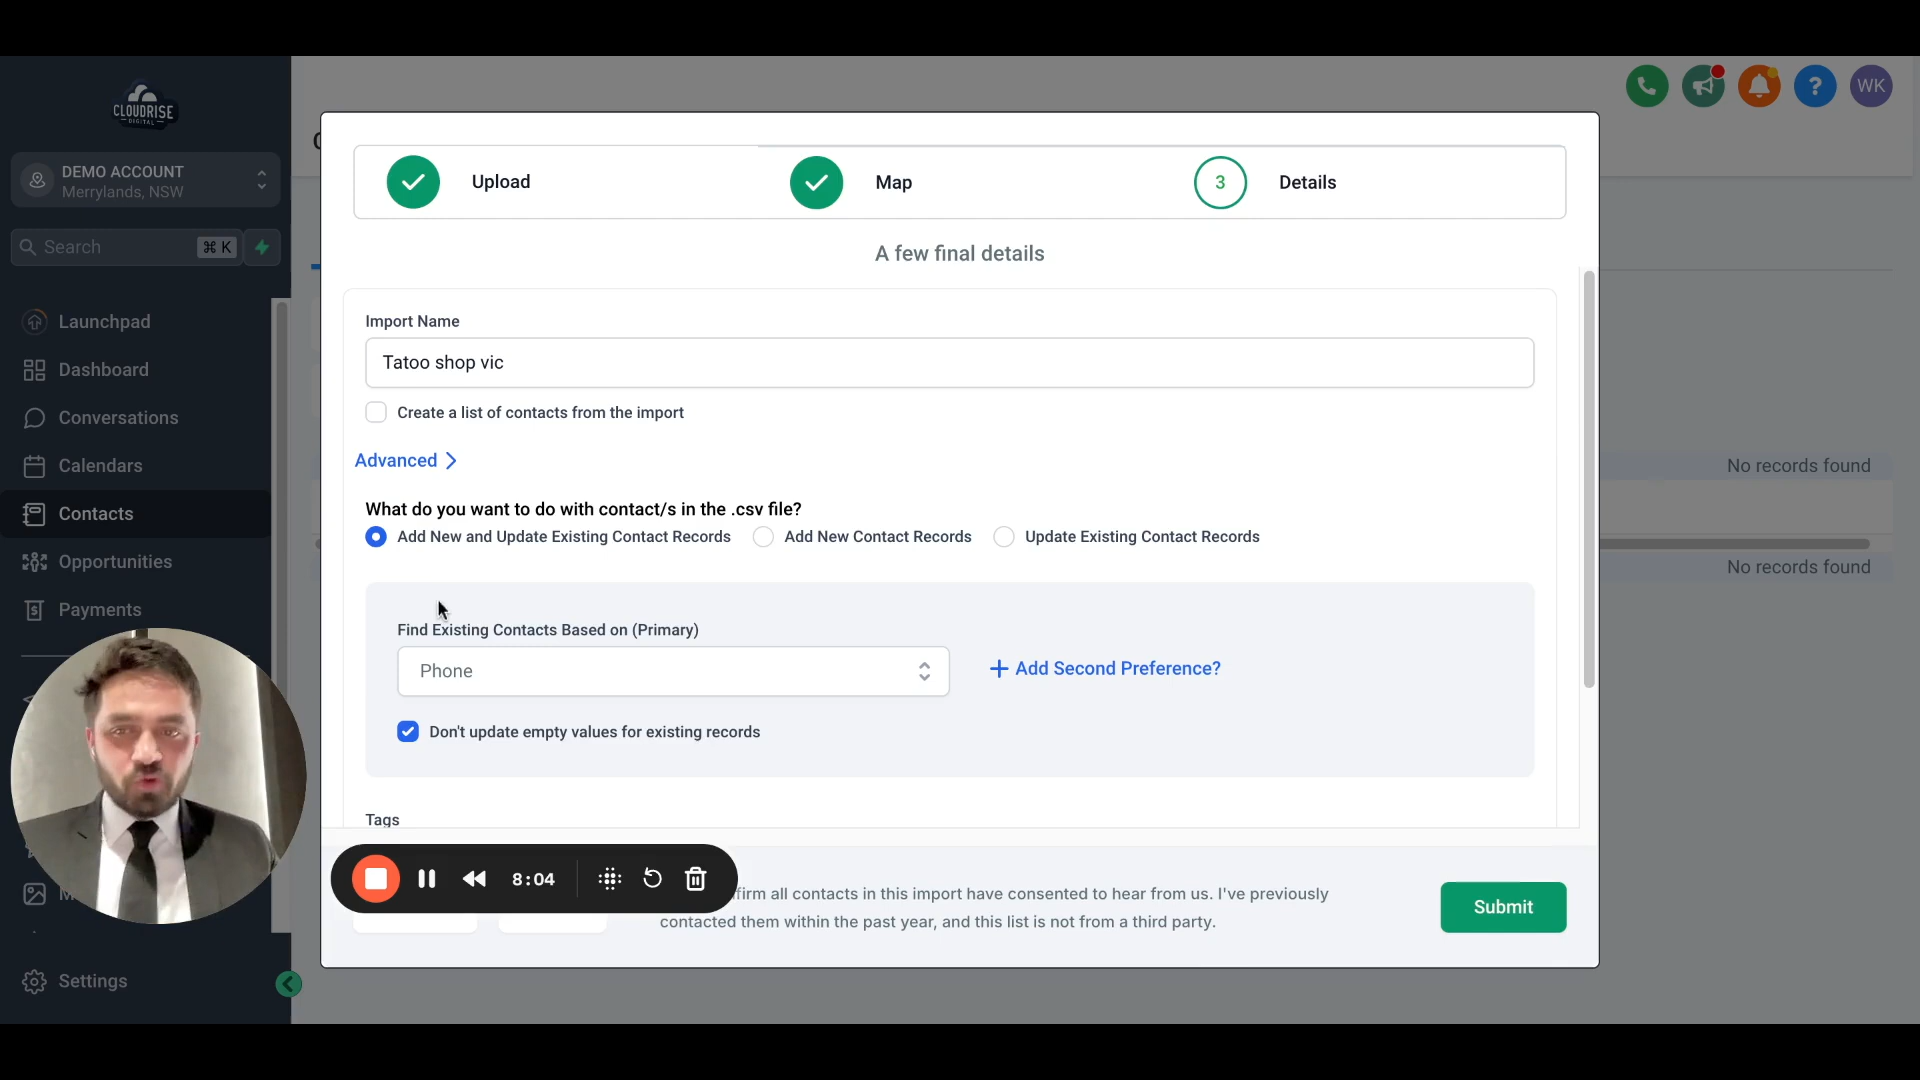 CLOUDRISE
DIGITAL
DEMO ACCOUNT
Merrylands, NSW
Search
⌘ K
Launchpad
Dashboard
Conversations
Calendars
Contacts
Opportunities
Payments
M
Settings
WK
Upload
Map
3
Details
A few final details
Import Name
Tatoo shop vic
Create a list of contacts from the import
Advanced
What do you want to do with contact/s in the .csv file?
Add New and Update Existing Contact Records
Add New Contact Records
Update Existing Contact Records
Find Existing Contacts Based on (Primary)
Phone
+ Add Second Preference?
Don't update empty values for existing records
Tags
8:04
firm all contacts in this import have consented to hear from us. I've previously
contacted them within the past year, and this list is not from a third party.
Submit
No records found
No records found